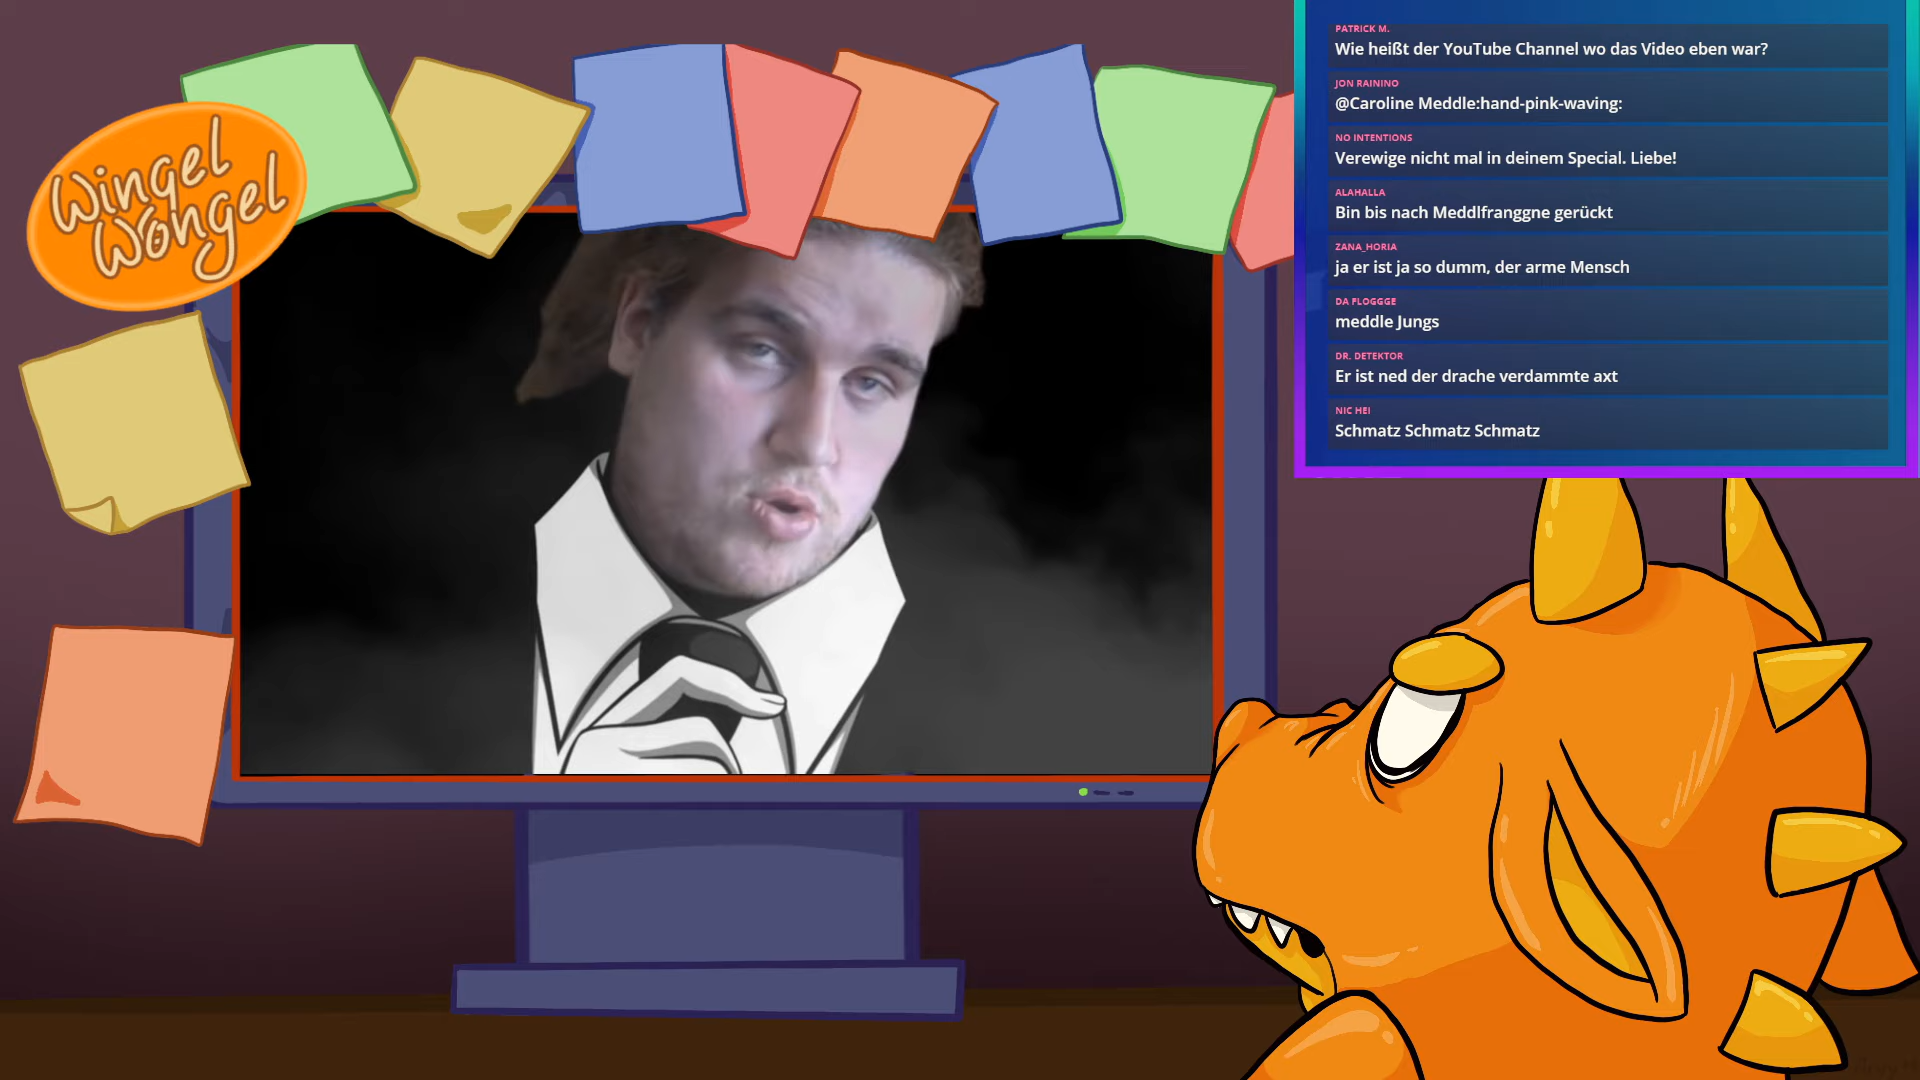 Wingel
Wongel
PATRICK M.
Wie heißt der YouTube Channel wo das Video eben war?
JON RAININO
@Caroline Meddle:hand-pink-waving:
NO INTENTIONS
Verewige nicht mal in deinem Special. Liebe!
ALAHALLA
Bin bis nach Meddlfranggne gerückt
ZANA_HORIA
ja er ist ja so dumm, der arme Mensch
DA FLOGGGE
meddle Jungs
DR. DETEKTOR
Er ist ned der drache verdammte axt
NIC HEI
Schmatz Schmatz Schmatz